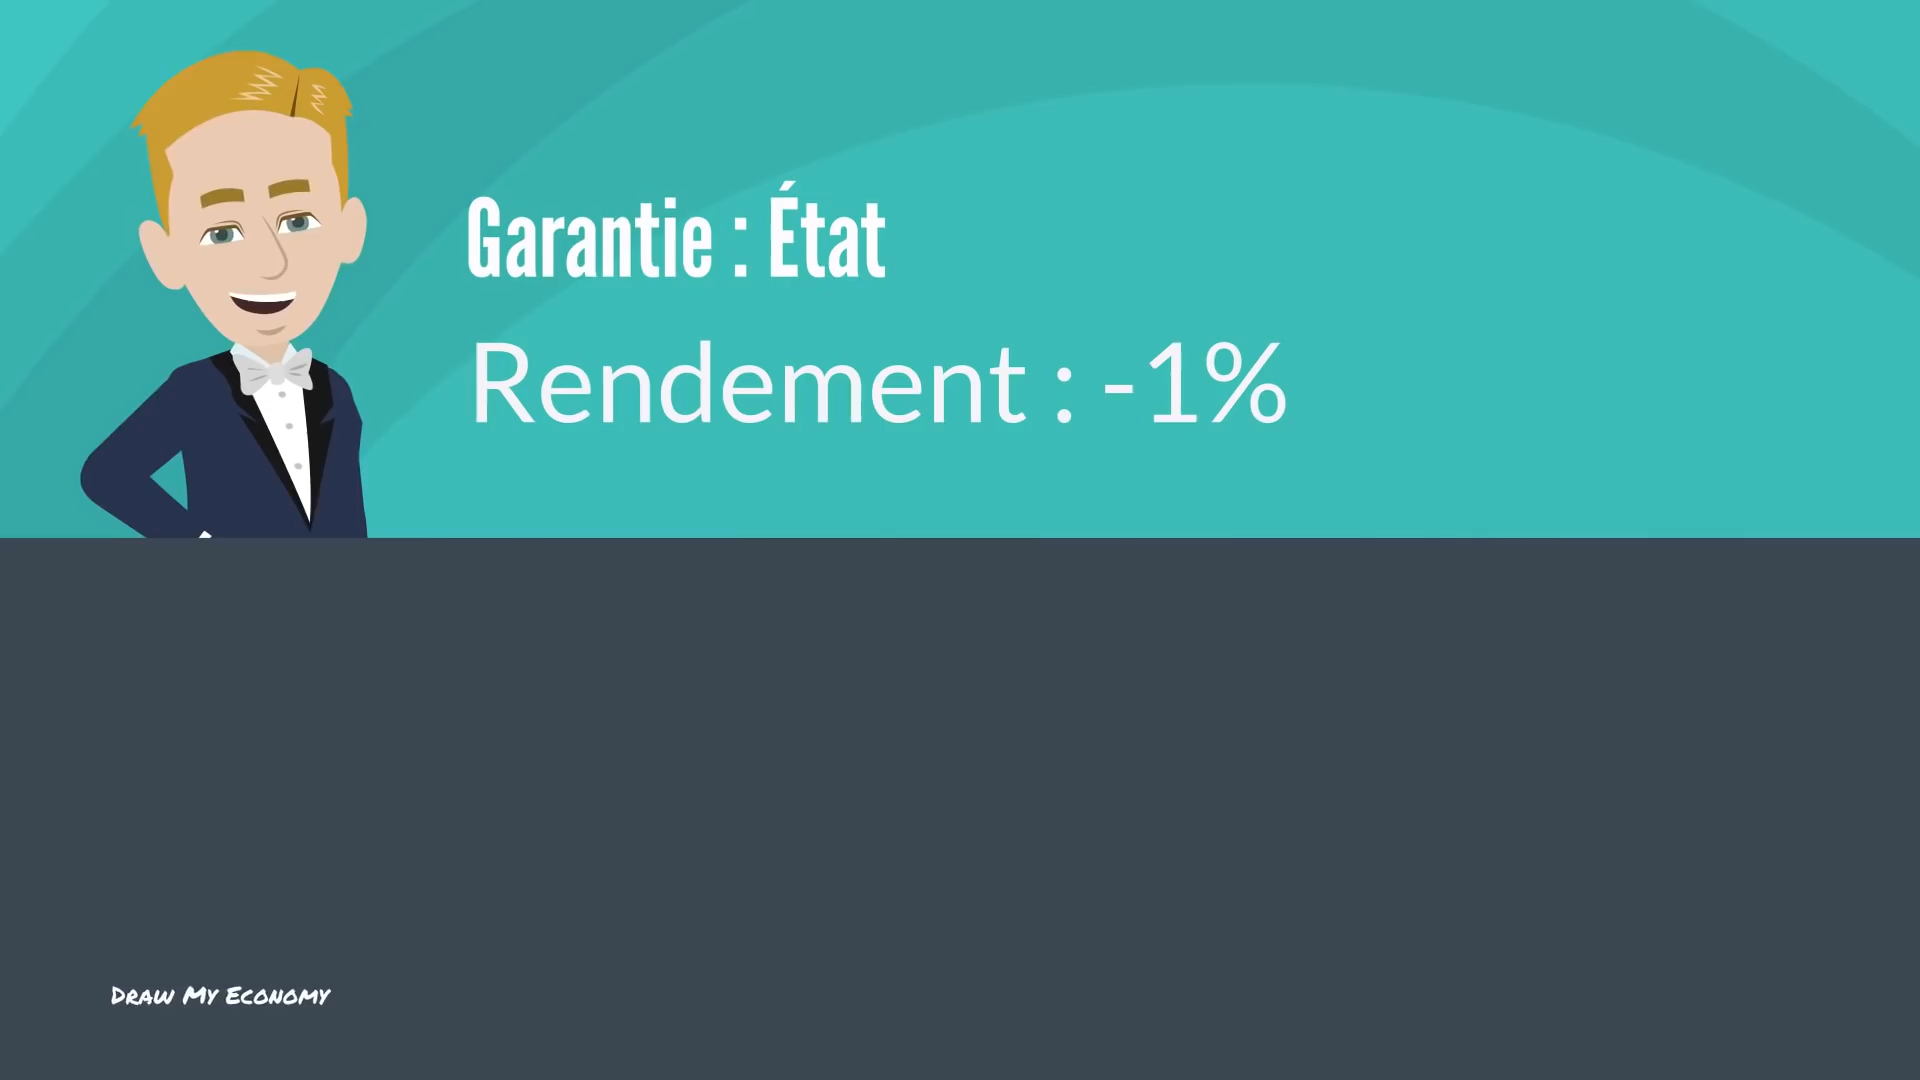 Garantie : État
Rendement : -1%
Draw My Economy